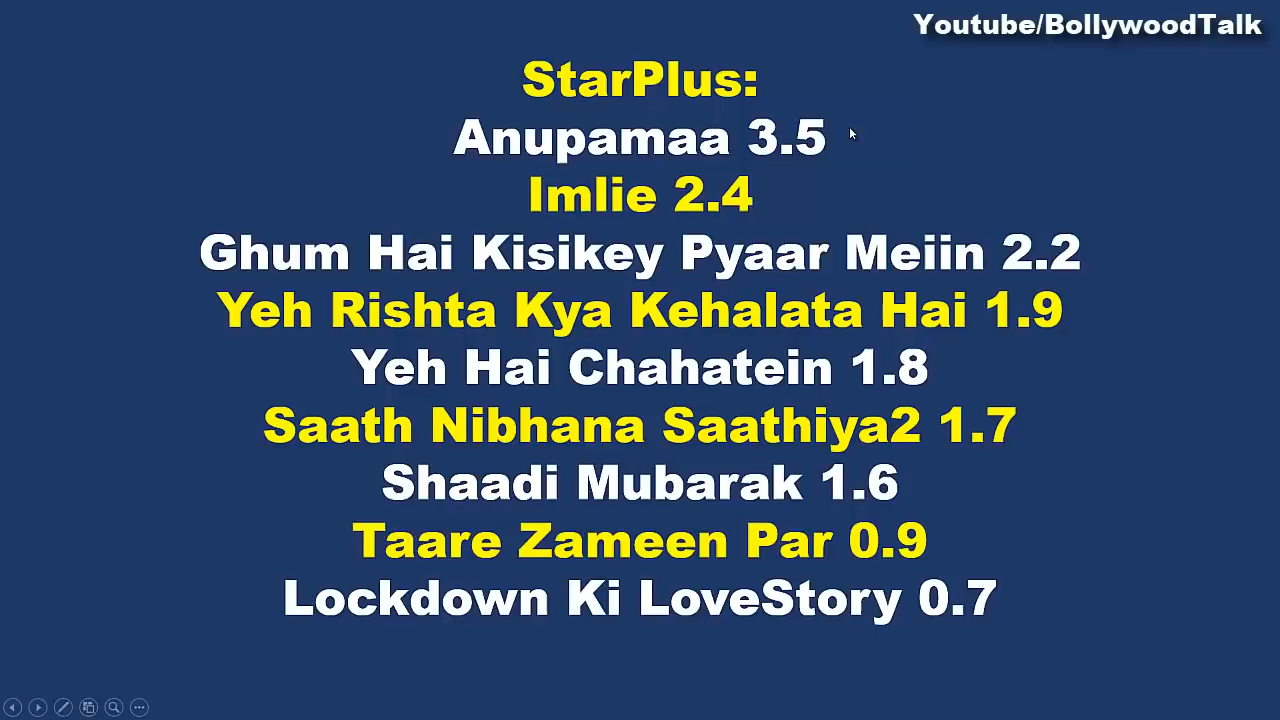 Youtube/BollywoodTalk
StarPlus:
Anupamaa 3.5
Imlie 2.4
Ghum Hai Kisikey Pyaar Meiin 2.2
Yeh Rishta Kya Kehalata Hai 1.9
Yeh Hai Chahatein 1.8
Saath Nibhana Saathiya2 1.7
Shaadi Mubarak 1.6
Taare Zameen Par 0.9
Lockdown Ki LoveStory 0.7